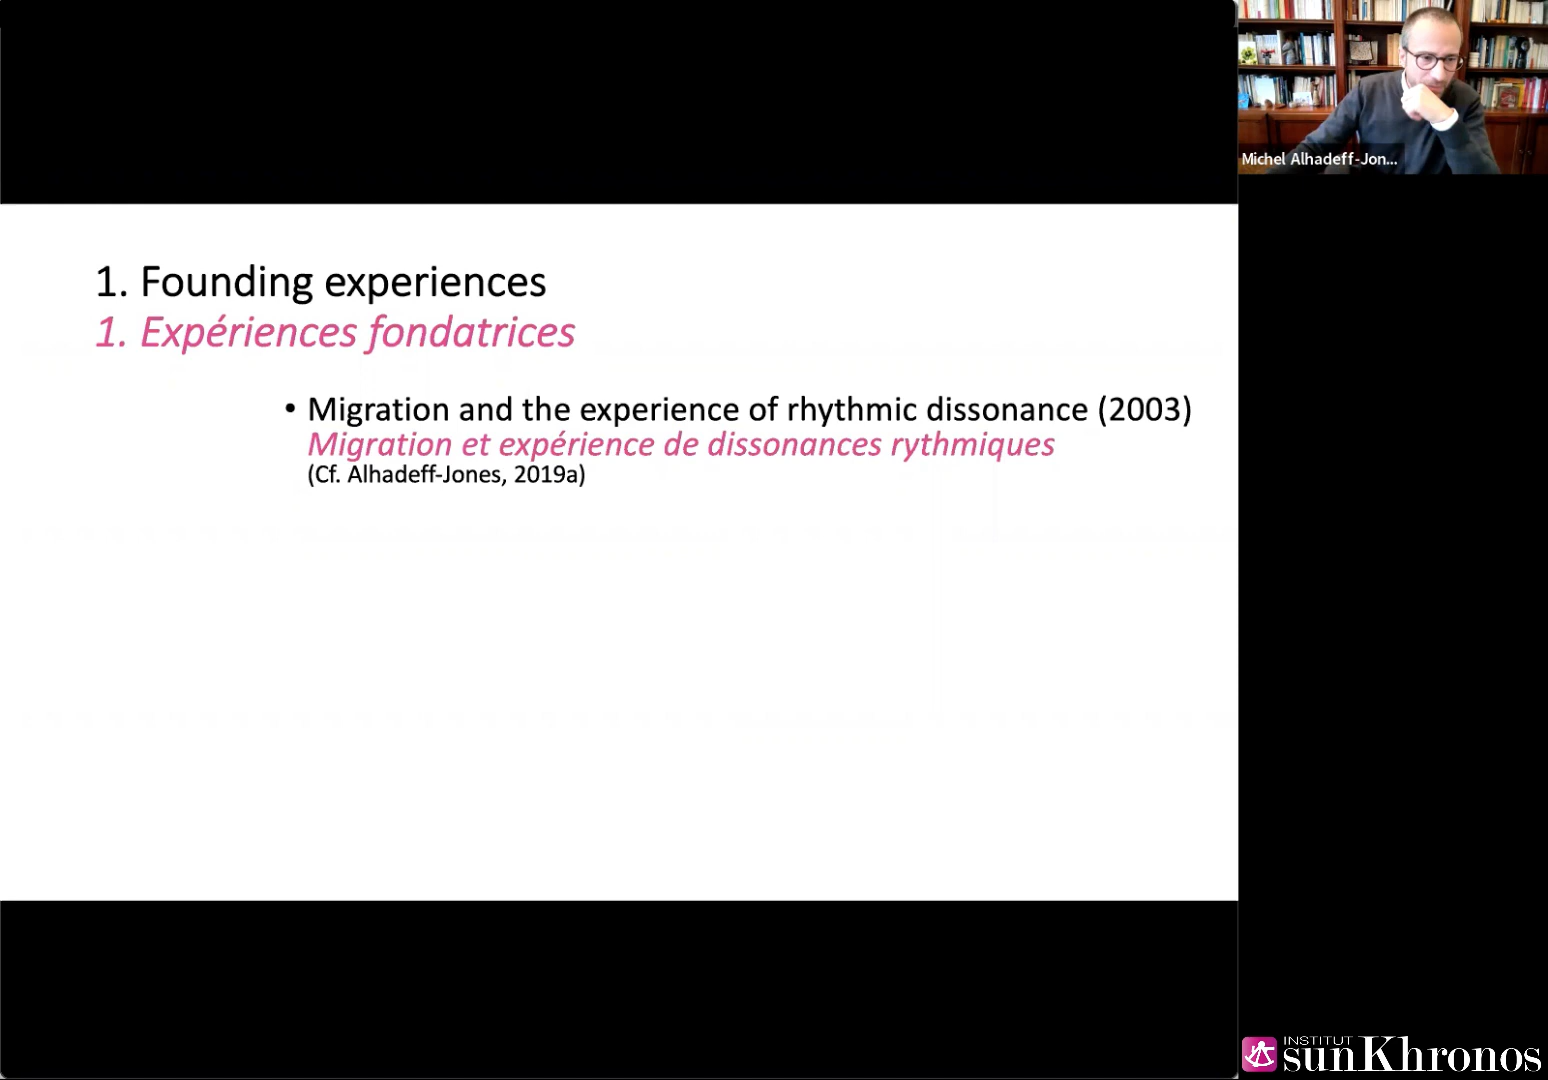 1. Founding experiences
1. Expériences fondatrices
• Migration and the experience of rhythmic dissonance (2003)
Migration et expérience de dissonances rythmiques
(Cf. Alhadeff-Jones, 2019a)
Michel Alhadeff-Jon...
INSTITUT
sunKhronos